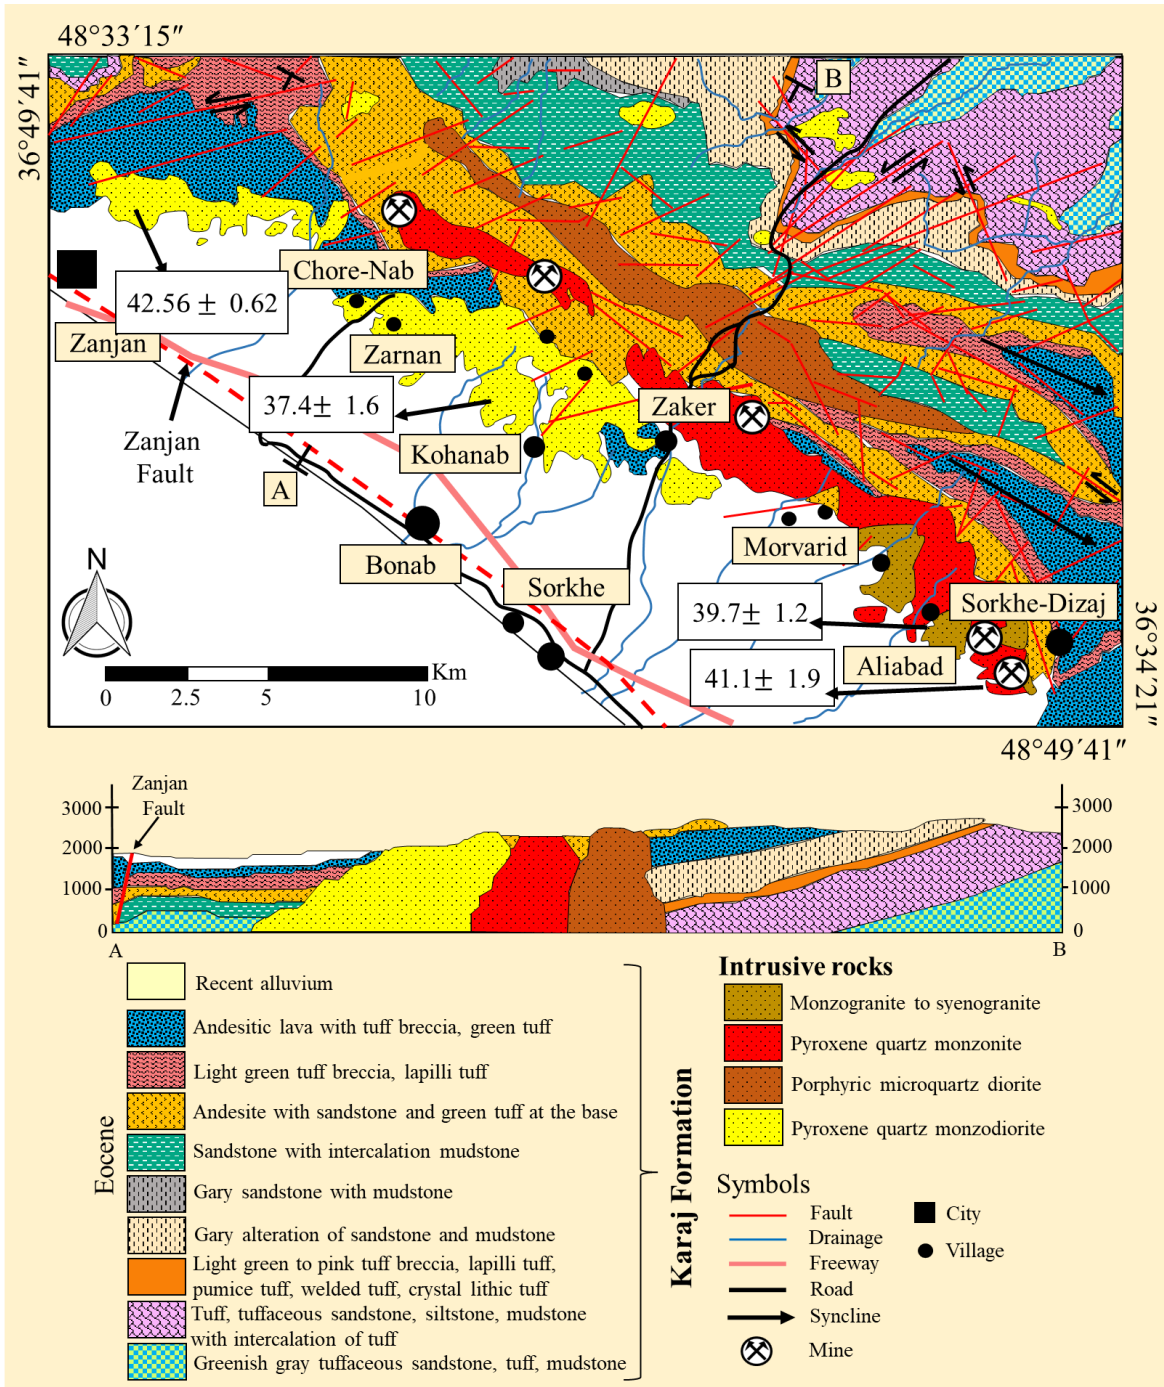 48°33´15″
36°49´41″
B
Chore-Nab
42.56 ± 0.62
Zanjan
Zarnan
37.4± 1.6
Zaker
Zanjan
Fault
Kohanab
A
Bonab
Morvarid
Sorkhe
N
39.7± 1.2
Sorkhe-Dizaj
Aliabad
41.1± 1.9
Km
0 2.5 5 10
36°34´21″
48°49´41″
Zanjan
Fault
3000
2000
1000
0
3000
2000
1000
0
A
B
Eocene
Recent alluvium
Andesitic lava with tuff breccia, green tuff
Light green tuff breccia, lapilli tuff
Andesite with sandstone and green tuff at the base
Sandstone with intercalation mudstone
Gary sandstone with mudstone
Gary alteration of sandstone and mudstone
Light green to pink tuff breccia, lapilli tuff,
pumice tuff, welded tuff, crystal lithic tuff
Tuff, tuffaceous sandstone, siltstone, mudstone
with intercalation of tuff
Greenish gray tuffaceous sandstone, tuff, mudstone
Karaj Formation
Intrusive rocks
Monzogranite to syenogranite
Pyroxene quartz monzonite
Porphyric microquartz diorite
Pyroxene quartz monzodiorite
Symbols
Fault
Drainage
Freeway
Road
Syncline
Mine
City
Village